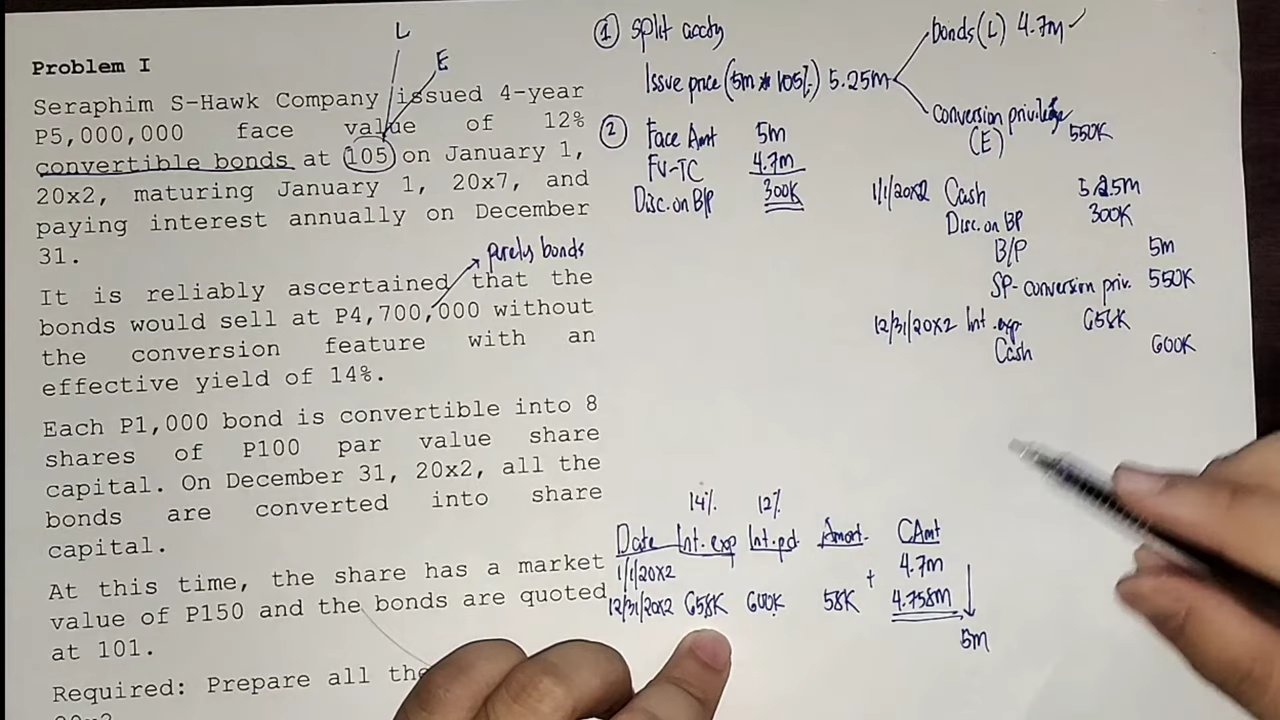 Problem I
Seraphim S-Hawk Company issued 4-year
P5,000,000 face value of 12%
convertible bonds at 105 on January 1,
20x2, maturing January 1, 20x7, and
paying interest annually on December
31.
It is reliably ascertained that the
bonds would sell at P4,700,000 without
the conversion feature with an
effective yield of 14%.
Each P1,000 bond is convertible into 8
shares of P100 par value share
capital. On December 31, 20x2, all the
bonds are converted into share
capital.
At this time, the share has a market
value of P150 and the bonds are quoted
at 101.
Required: Prepare all the
L
E
purely bonds
① split acctg
Issue price (5m * 105%) 5.25m
bonds (L) 4.7m ✓
conversion privilege
(E) 550K
② Face Amt 5m
FV-TC 4.7m
Disc. on B/P 300K
1/1/20x2 Cash 5.25m
Disc. on BP 300K
B/P 5m
SP-conversion priv. 550K
12/31/20x2 Int. exp 658K
Cash 600K
14% 12%
Date Int. exp Int. pd Amort. CAmt
1/1/20x2 4.7m
12/31/20x2 658K 600K 58K + 4.758m
5m